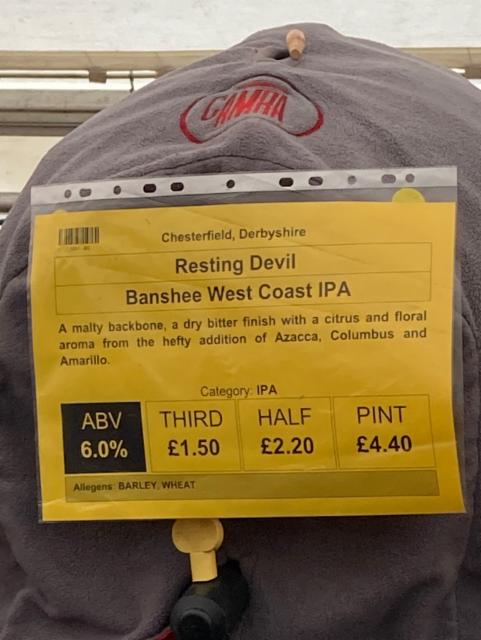 CAMRA
Chesterfield, Derbyshire
Resting Devil
Banshee West Coast IPA
A malty backbone, a dry bitter finish with a citrus and floral
aroma from the hefty addition of Azacca, Columbus and
Amarillo.
Category: IPA
ABV THIRD HALF PINT
6.0% £1.50 £2.20 £4.40
Allegens: BARLEY, WHEAT